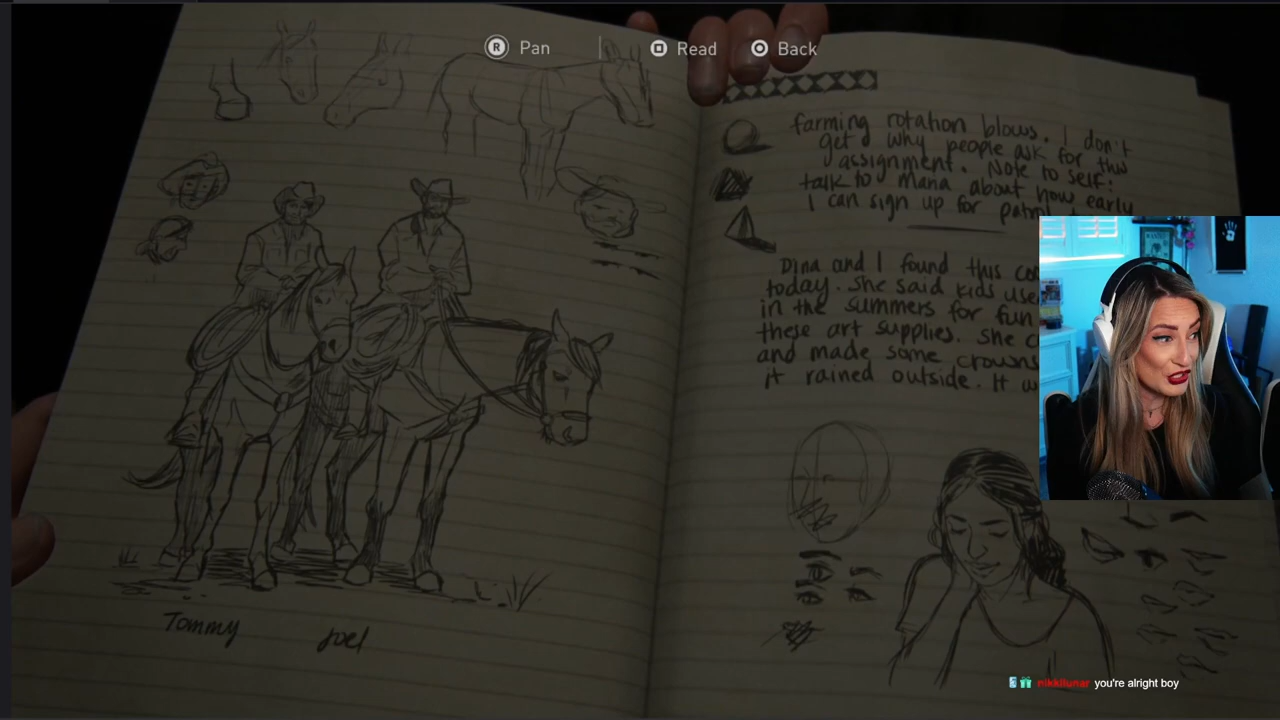 R Pan Read Back
farming rotation blows. I don't
get why people ask for this
assignment. Note to self:
talk to Maria about how early
I can sign up for patrol
Dina and I found this
today. She said kids use
in the summers for fun
these art supplies. She
and made some crowns
it rained outside. It
Tommy Joel
nikkilunar you're alright boy